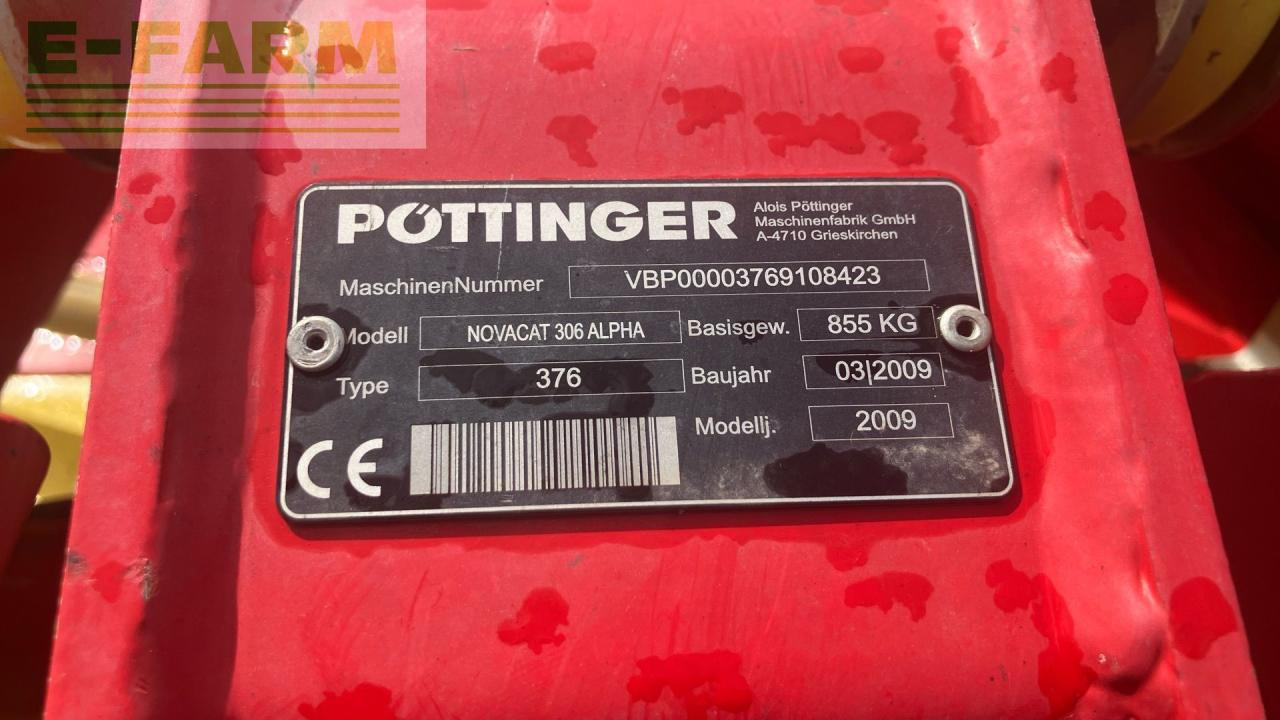 E-FARM
PÖTTINGER
Alois Pöttinger
Maschinenfabrik GmbH
A-4710 Grieskirchen
MaschinenNummer VBP00003769108423
Modell NOVACAT 306 ALPHA Basisgew. 855 KG
Type 376 Baujahr 03|2009
Modellj. 2009
CE